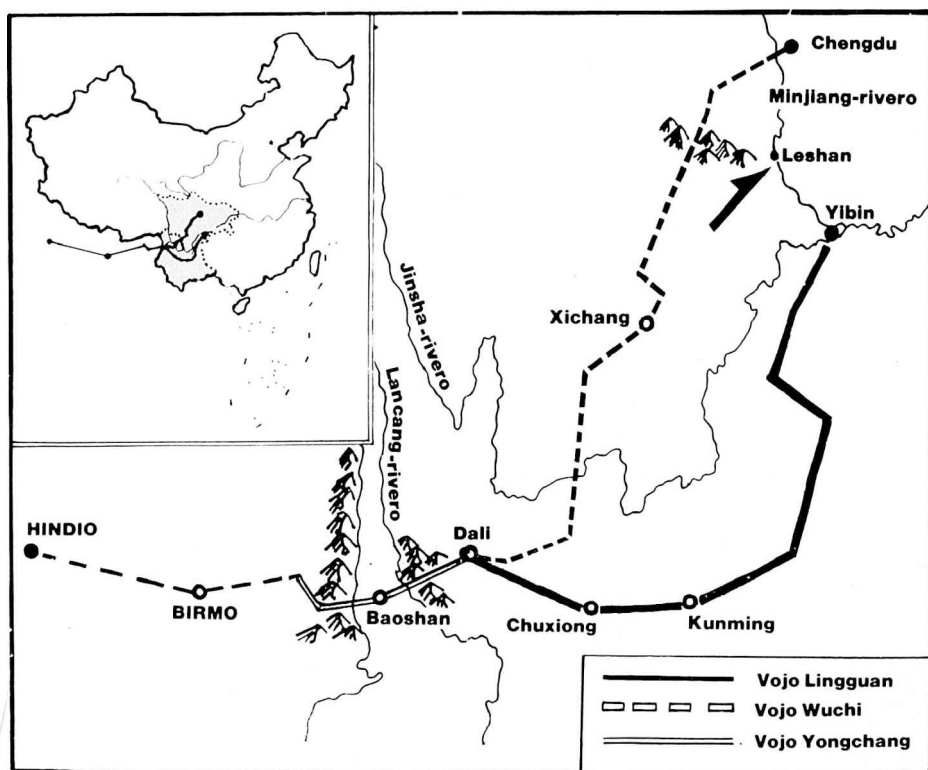 Chengdu
Minjiang-rivero
Leshan
Yibin
Jinsha-rivero
Xichang
Lancang-rivero
HINDIO
Dali
BIRMO
Baoshan
Chuxiong
Kunming
Vojo Lingguan
Vojo Wuchi
Vojo Yongchang